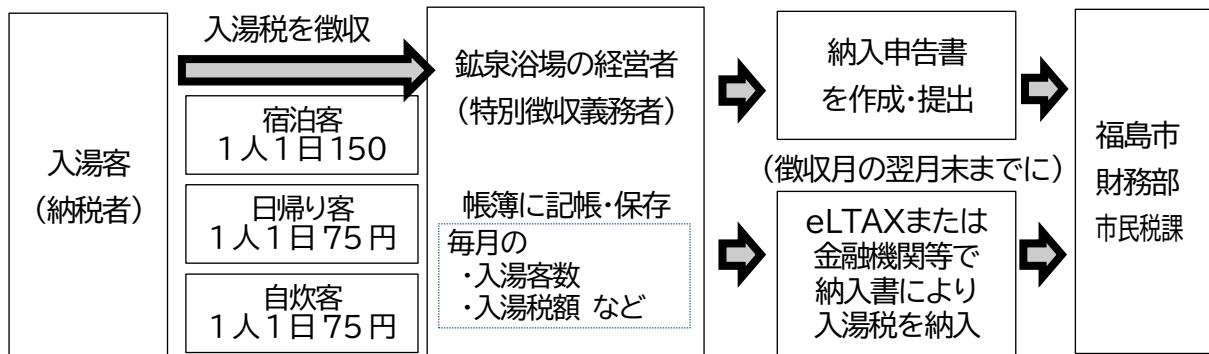 入湯客
（納税者）
入湯税を徴収
宿泊客
１人１日150
日帰り客
１人１日75円
自炊客
１人１日75円
鉱泉浴場の経営者
（特別徴収義務者）
帳簿に記帳・保存
毎月の
・入湯客数
・入湯税額 など
納入申告書
を作成・提出
（徴収月の翌月末までに）
eLTAXまたは
金融機関等で
納入書により
入湯税を納入
福島市
財務部
市民税課